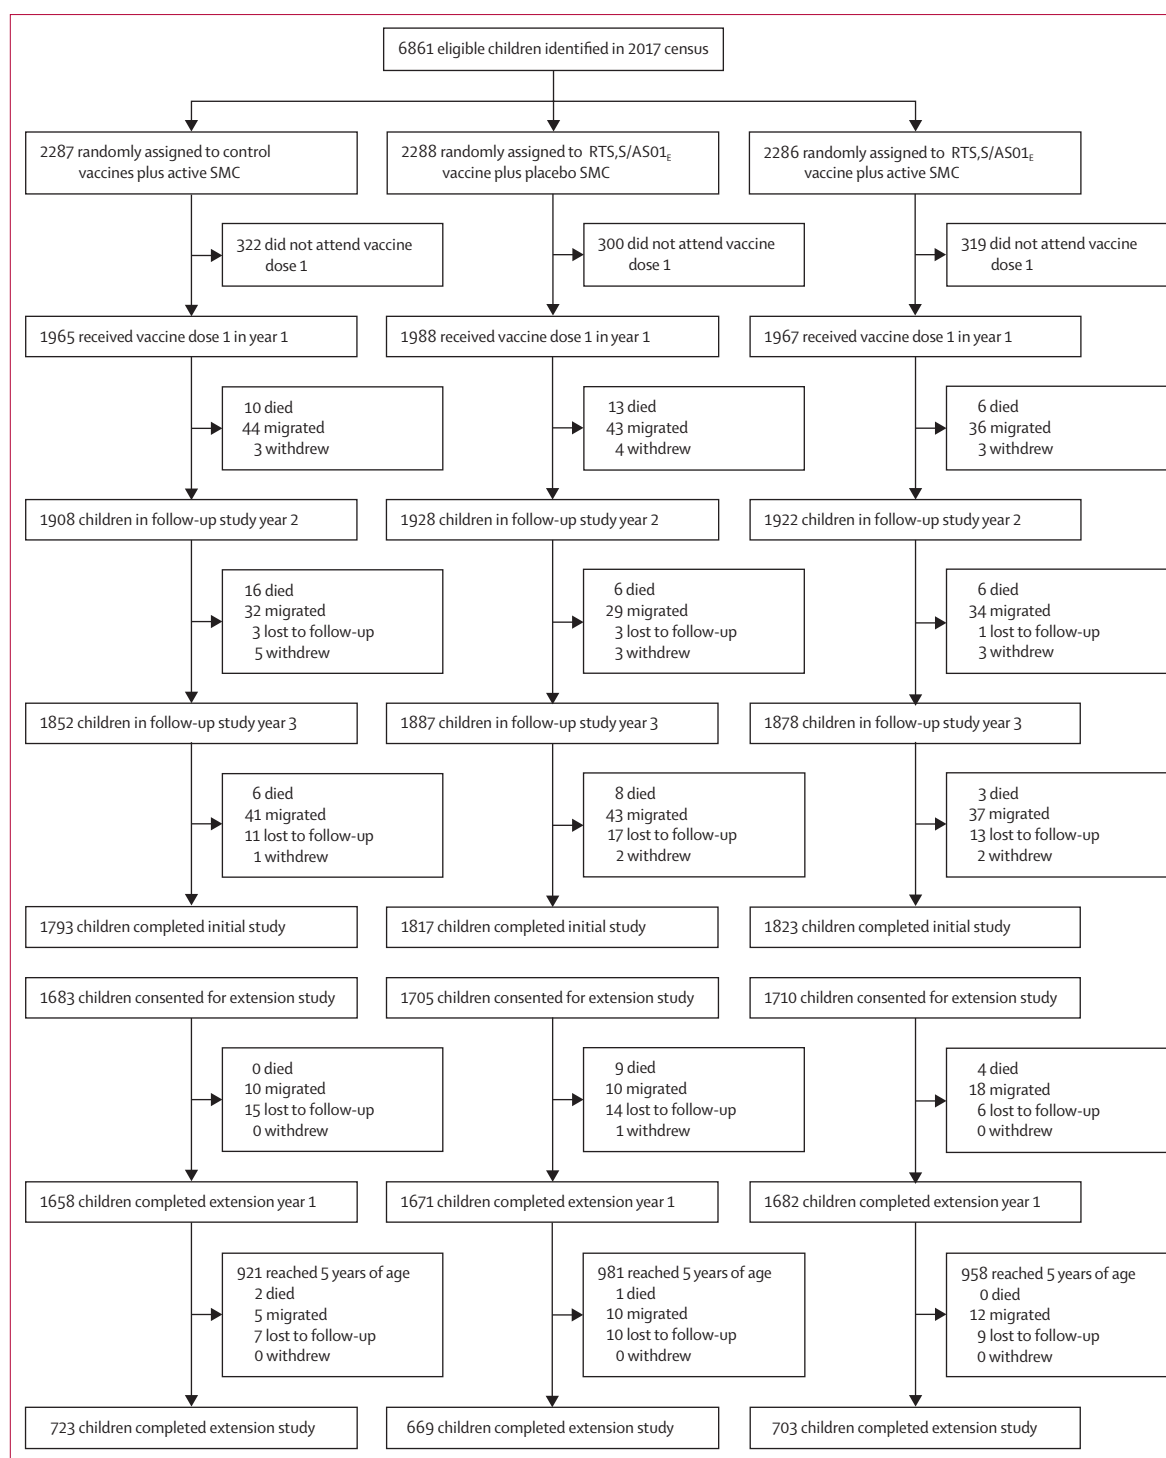 6861 eligible children identified in 2017 census
2287 randomly assigned to control
vaccines plus active SMC
2288 randomly assigned to RTS,S/AS01E
vaccine plus placebo SMC
2286 randomly assigned to RTS,S/AS01E
vaccine plus active SMC
322 did not attend vaccine
dose 1
300 did not attend vaccine
dose 1
319 did not attend vaccine
dose 1
1965 received vaccine dose 1 in year 1
1988 received vaccine dose 1 in year 1
1967 received vaccine dose 1 in year 1
10 died
44 migrated
3 withdrew
13 died
43 migrated
4 withdrew
6 died
36 migrated
3 withdrew
1908 children in follow-up study year 2
1928 children in follow-up study year 2
1922 children in follow-up study year 2
16 died
32 migrated
3 lost to follow-up
5 withdrew
6 died
29 migrated
3 lost to follow-up
3 withdrew
6 died
34 migrated
1 lost to follow-up
3 withdrew
1852 children in follow-up study year 3
1887 children in follow-up study year 3
1878 children in follow-up study year 3
6 died
41 migrated
11 lost to follow-up
1 withdrew
8 died
43 migrated
17 lost to follow-up
2 withdrew
3 died
37 migrated
13 lost to follow-up
2 withdrew
1793 children completed initial study
1817 children completed initial study
1823 children completed initial study
1683 children consented for extension study
1705 children consented for extension study
1710 children consented for extension study
0 died
10 migrated
15 lost to follow-up
0 withdrew
9 died
10 migrated
14 lost to follow-up
1 withdrew
4 died
18 migrated
6 lost to follow-up
0 withdrew
1658 children completed extension year 1
1671 children completed extension year 1
1682 children completed extension year 1
921 reached 5 years of age
2 died
5 migrated
7 lost to follow-up
0 withdrew
981 reached 5 years of age
1 died
10 migrated
10 lost to follow-up
0 withdrew
958 reached 5 years of age
0 died
12 migrated
9 lost to follow-up
0 withdrew
723 children completed extension study
669 children completed extension study
703 children completed extension study